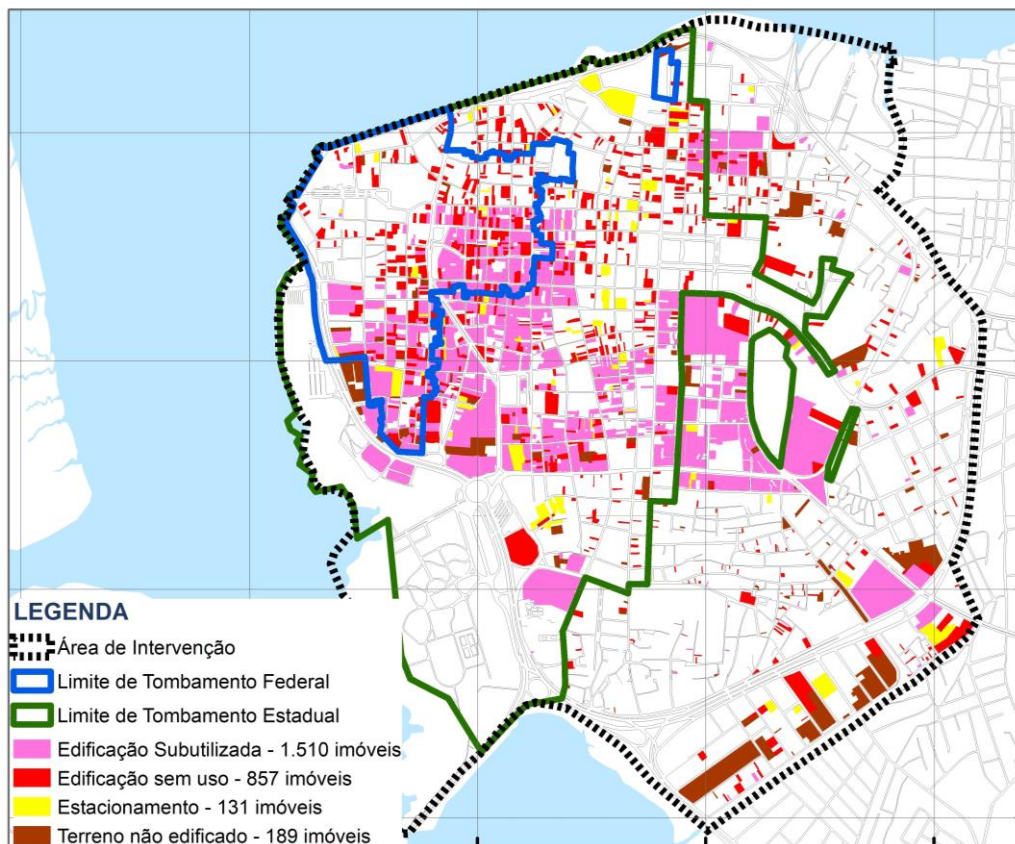 LEGENDA
Área de Intervenção
Limite de Tombamento Federal
Limite de Tombamento Estadual
Edificação Subutilizada - 1.510 imóveis
Edificação sem uso - 857 imóveis
Estacionamento - 131 imóveis
Terreno não edificado - 189 imóveis